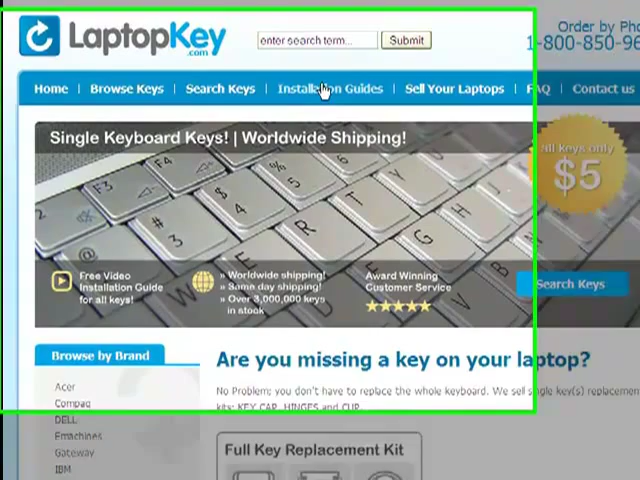 LaptopKey
.com
enter search term... Submit
Order by Pho
1-800-850-96
Home | Browse Keys | Search Keys | Installation Guides | Sell Your Laptops | FAQ | Contact us
Single Keyboard Keys! | Worldwide Shipping!
All keys only
$5
Free Video
Installation Guide
for all keys!
» Worldwide shipping!
» Same day shipping!
» Over 3,000,000 keys
in stock
Award Winning
Customer Service
Search Keys
Browse by Brand
Are you missing a key on your laptop?
No Problem; you don't have to replace the whole keyboard. We sell single key(s) replacement
kits: KEY CAP, HINGES and CUP.
Acer
Compaq
DELL
Emachines
Gateway
IBM
Full Key Replacement Kit